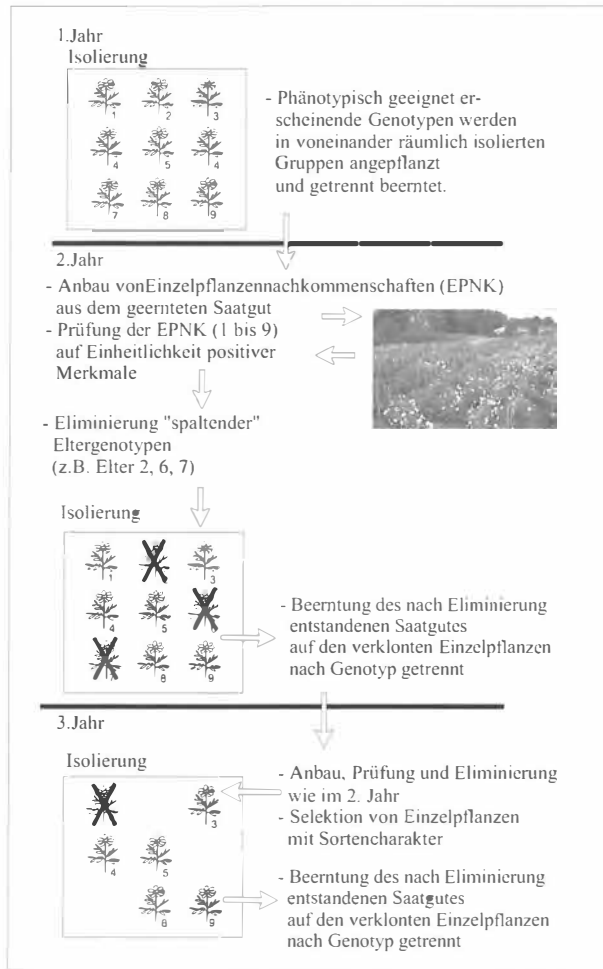 1.Jahr
Isolierung
1 2 3
4 5 4
7 8 9
- Phänotypisch geeignet er-
scheinende Genotypen werden
in voneinander räumlich isolierten
Gruppen angepflanzt
und getrennt beerntet.
2.Jahr
- Anbau vonEinzelpflanzennachkommenschaften (EPNK)
aus dem geernteten Saatgut
- Prüfung der EPNK (1 bis 9)
auf Einheitlichkeit positiver
Merkmale
- Eliminierung "spaltender"
Eltergenotypen
(z.B. Elter 2, 6, 7)
Isolierung
1 3
4 5
8 9
- Beerntung des nach Eliminierung
entstandenen Saatgutes
auf den verklonten Einzelpflanzen
nach Genotyp getrennt
3.Jahr
Isolierung
3
4 5
8 9
- Anbau, Prüfung und Eliminierung
wie im 2. Jahr
- Selektion von Einzelpflanzen
mit Sortencharakter
- Beerntung des nach Eliminierung
entstandenen Saatgutes
auf den verklonten Einzelpflanzen
nach Genotyp getrennt